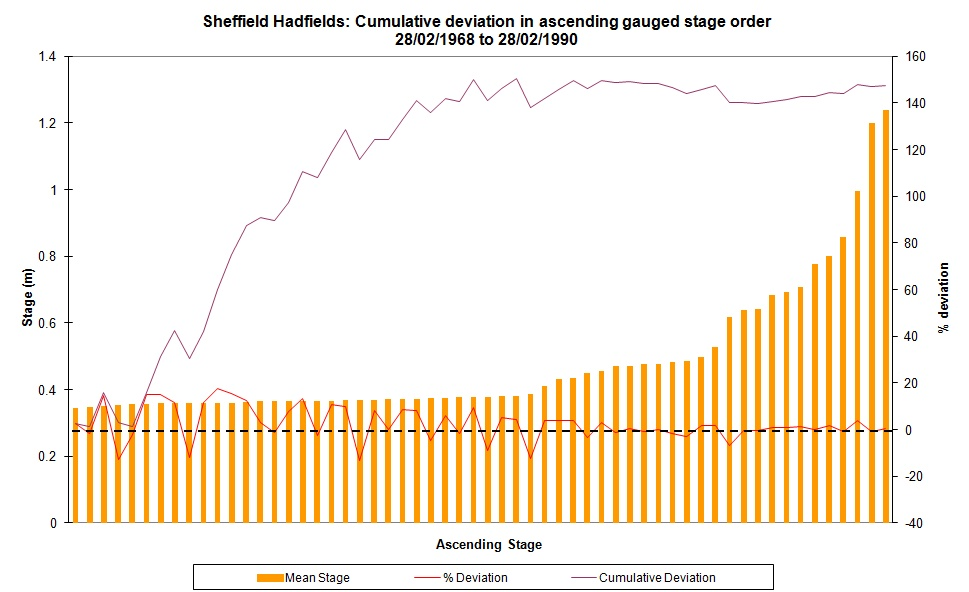 Sheffield Hadfields: Cumulative deviation in ascending gauged stage order
28/02/1968 to 28/02/1990
1.4
1.2
1
0.8
0.6
0.4
0.2
0
Stage (m)
160
140
120
100
80
60
40
20
0
-20
-40
% deviation
Ascending Stage
Mean Stage
% Deviation
Cumulative Deviation